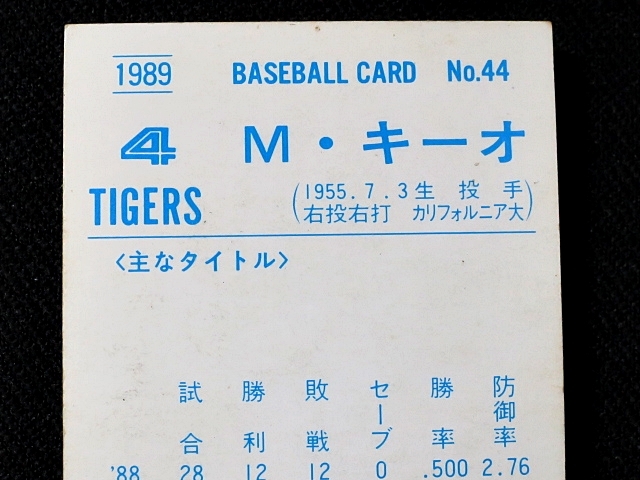 1989 BASEBALL CARD No.44
4 M・キーオ
TIGERS (1955.7.3生 投手
右投右打 カリフォルニア大)
〈主なタイトル〉
試合 勝利 敗戦 セーブ 勝率 防御率
'88 28 12 12 0 .500 2.76